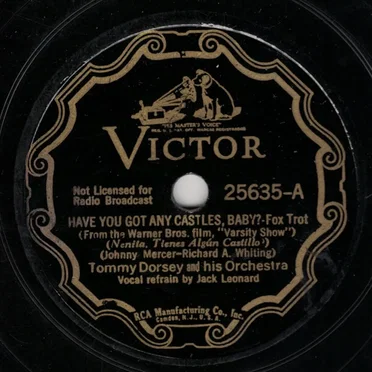 "HIS MASTER'S VOICE"
VICTOR
Not Licensed for
Radio Broadcast
25635-A
HAVE YOU GOT ANY CASTLES, BABY?-Fox Trot
(From the Warner Bros. film, "Varsity Show")
(Nenita, Tienes Algún Castillo?)
(Johnny Mercer-Richard A. Whiting)
Tommy Dorsey and his Orchestra
Vocal refrain by Jack Leonard
RCA Manufacturing Co., Inc.
Camden, N.J., U.S.A.